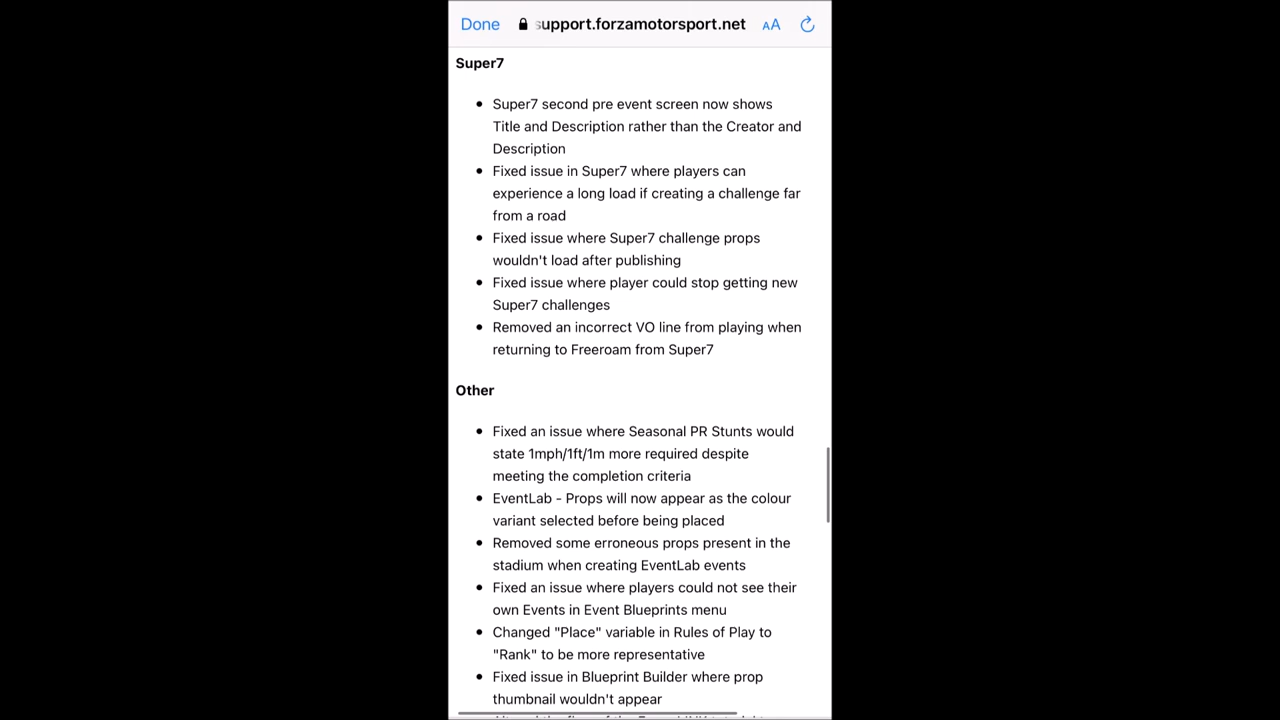 Done support.forzamotorsport.net AA
Super7
• Super7 second pre event screen now shows
Title and Description rather than the Creator and
Description
• Fixed issue in Super7 where players can
experience a long load if creating a challenge far
from a road
• Fixed issue where Super7 challenge props
wouldn't load after publishing
• Fixed issue where player could stop getting new
Super7 challenges
• Removed an incorrect VO line from playing when
returning to Freeroam from Super7
Other
• Fixed an issue where Seasonal PR Stunts would
state 1mph/1ft/1m more required despite
meeting the completion criteria
• EventLab - Props will now appear as the colour
variant selected before being placed
• Removed some erroneous props present in the
stadium when creating EventLab events
• Fixed an issue where players could not see their
own Events in Event Blueprints menu
• Changed "Place" variable in Rules of Play to
"Rank" to be more representative
• Fixed issue in Blueprint Builder where prop
thumbnail wouldn't appear